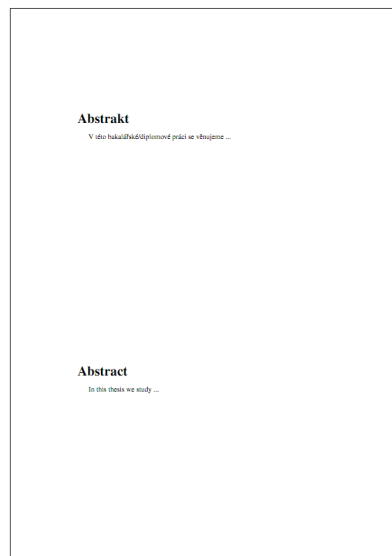 Abstrakt
V této bakalářské/diplomové práci se věnujeme ...
Abstract
In this thesis we study ...